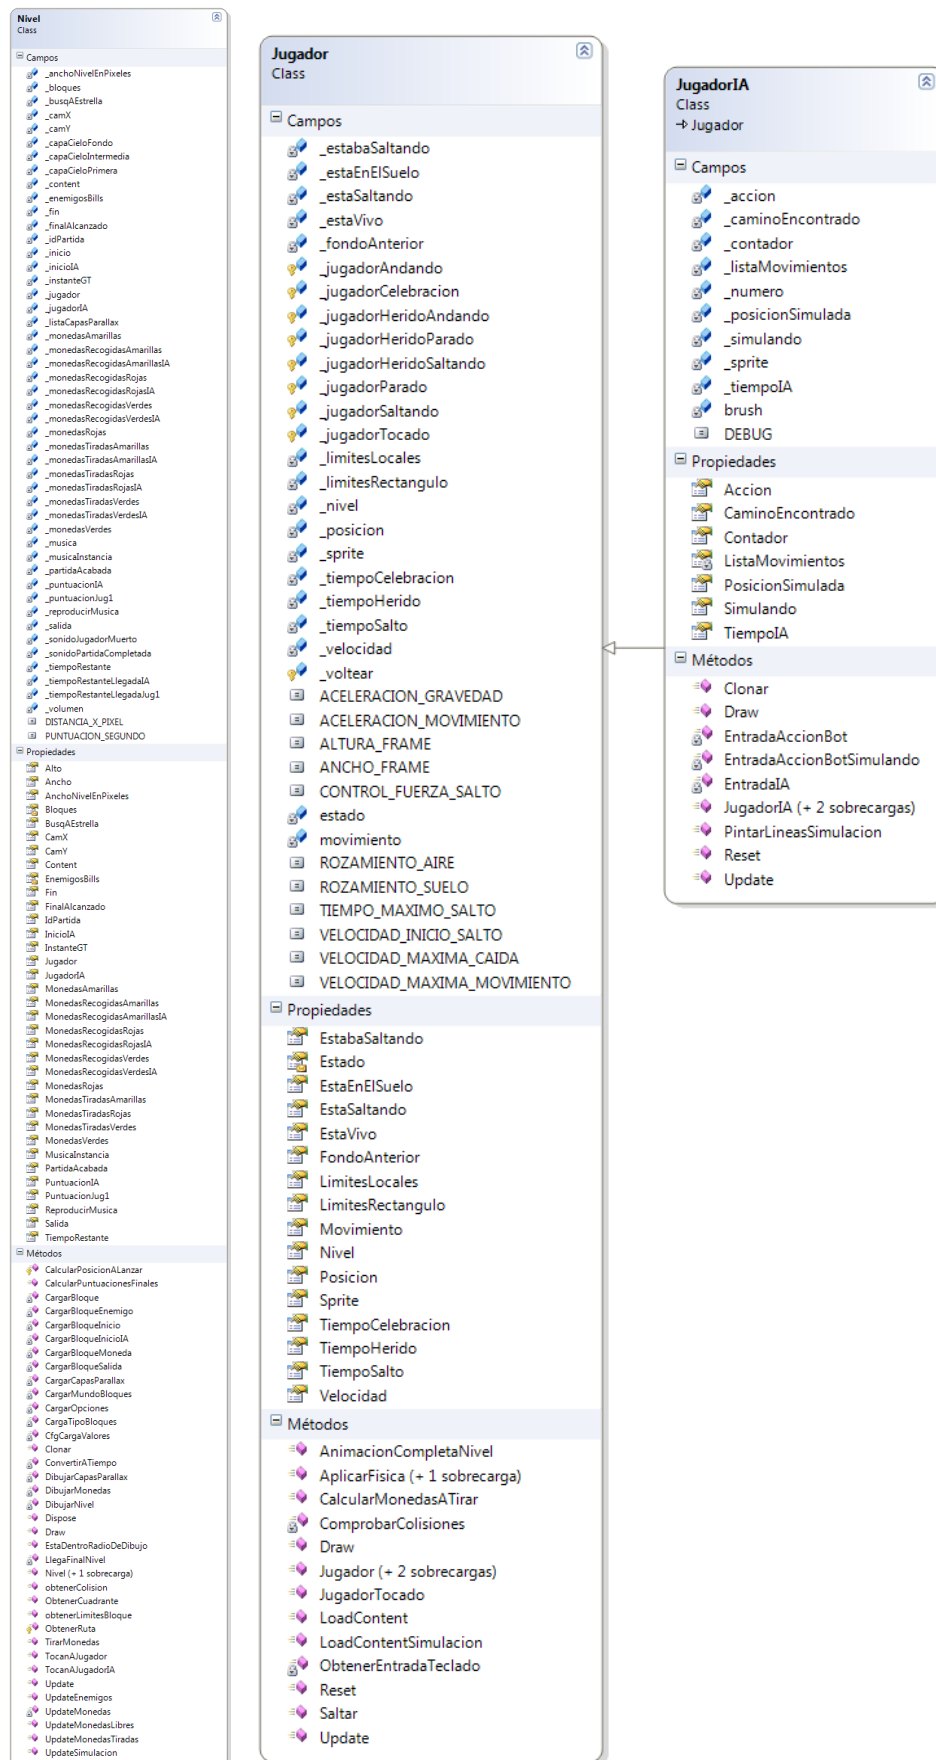 Nivel
Class
Campos
_anchoNivelEnPixeles
_bloques
_busqAEstrella
_camX
_camY
_capaCieloFondo
_capaCieloIntermedia
_capaCieloPrimera
_content
_enemigosBills
_fin
_finalAlcanzado
_idPartida
_inicio
_inicioIA
_instanteGT
_jugador
_jugadorIA
_listaCapasParallax
_monedasAmarillas
_monedasRecogidasAmarillas
_monedasRecogidasAmarillasIA
_monedasRecogidasRojas
_monedasRecogidasRojasIA
_monedasRecogidasVerdes
_monedasRecogidasVerdesIA
_monedasRojas
_monedasTiradasAmarillas
_monedasTiradasAmarillasIA
_monedasTiradasRojas
_monedasTiradasRojasIA
_monedasTiradasVerdes
_monedasTiradasVerdesIA
_monedasVerdes
_musica
_musicaInstancia
_partidaAcabada
_puntuacionIA
_puntuacionJug1
_reproducirMusica
_salida
_sonidoJugadorMuerto
_sonidoPartidaCompletada
_tiempoRestante
_tiempoRestanteLlegadaIA
_tiempoRestanteLlegadaJug1
_volumen
DISTANCIA_X_PIXEL
PUNTUACION_SEGUNDO
Propiedades
Alto
Ancho
AnchoNivelEnPixeles
Bloques
BusqAEstrella
CamX
CamY
Content
EnemigosBills
Fin
FinalAlcanzado
IdPartida
InicioIA
InstanteGT
Jugador
JugadorIA
MonedasAmarillas
MonedasRecogidasAmarillas
MonedasRecogidasAmarillasIA
MonedasRecogidasRojas
MonedasRecogidasRojasIA
MonedasRecogidasVerdes
MonedasRecogidasVerdesIA
MonedasRojas
MonedasTiradasAmarillas
MonedasTiradasRojas
MonedasTiradasVerdes
MonedasVerdes
MusicaInstancia
PartidaAcabada
PuntuacionIA
PuntuacionJug1
ReproducirMusica
Salida
TiempoRestante
Métodos
CalcularPosicionALanzar
CalcularPuntuacionesFinales
CargarBloque
CargarBloqueEnemigo
CargarBloqueInicio
CargarBloqueInicioIA
CargarBloqueMoneda
CargarBloqueSalida
CargarCapasParallax
CargarMundoBloques
CargarOpciones
CargaTipoBloques
CfgCargaValores
Clonar
ConvertirATiempo
DibujarCapasParallax
DibujarMonedas
DibujarNivel
Dispose
Draw
EstaDentroRadioDeDibujo
LlegaFinalNivel
Nivel (+ 1 sobrecarga)
obtenerColision
ObtenerCuadrante
obtenerLimitesBloque
ObtenerRuta
TirarMonedas
TocanAJugador
TocanAJugadorIA
Update
UpdateEnemigos
UpdateMonedas
UpdateMonedasLibres
UpdateMonedasTiradas
UpdateSimulacion
Jugador
Class
Campos
_estabaSaltando
_estaEnElSuelo
_estaSaltando
_estaVivo
_fondoAnterior
_jugadorAndando
_jugadorCelebracion
_jugadorHeridoAndando
_jugadorHeridoParado
_jugadorHeridoSaltando
_jugadorParado
_jugadorSaltando
_jugadorTocado
_limitesLocales
_limitesRectangulo
_nivel
_posicion
_sprite
_tiempoCelebracion
_tiempoHerido
_tiempoSalto
_velocidad
_voltear
ACELERACION_GRAVEDAD
ACELERACION_MOVIMIENTO
ALTURA_FRAME
ANCHO_FRAME
CONTROL_FUERZA_SALTO
estado
movimiento
ROZAMIENTO_AIRE
ROZAMIENTO_SUELO
TIEMPO_MAXIMO_SALTO
VELOCIDAD_INICIO_SALTO
VELOCIDAD_MAXIMA_CAIDA
VELOCIDAD_MAXIMA_MOVIMIENTO
Propiedades
EstabaSaltando
Estado
EstaEnElSuelo
EstaSaltando
EstaVivo
FondoAnterior
LimitesLocales
LimitesRectangulo
Movimiento
Nivel
Posicion
Sprite
TiempoCelebracion
TiempoHerido
TiempoSalto
Velocidad
Métodos
AnimacionCompletaNivel
AplicarFisica (+ 1 sobrecarga)
CalcularMonedasATirar
ComprobarColisiones
Draw
Jugador (+ 2 sobrecargas)
JugadorTocado
LoadContent
LoadContentSimulacion
ObtenerEntradaTeclado
Reset
Saltar
Update
JugadorIA
Class
Jugador
Campos
_accion
_caminoEncontrado
_contador
_listaMovimientos
_numero
_posicionSimulada
_simulando
_sprite
_tiempoIA
brush
DEBUG
Propiedades
Accion
CaminoEncontrado
Contador
ListaMovimientos
PosicionSimulada
Simulando
TiempoIA
Métodos
Clonar
Draw
EntradaAccionBot
EntradaAccionBotSimulando
EntradaIA
JugadorIA (+ 2 sobrecargas)
PintarLineasSimulacion
Reset
Update